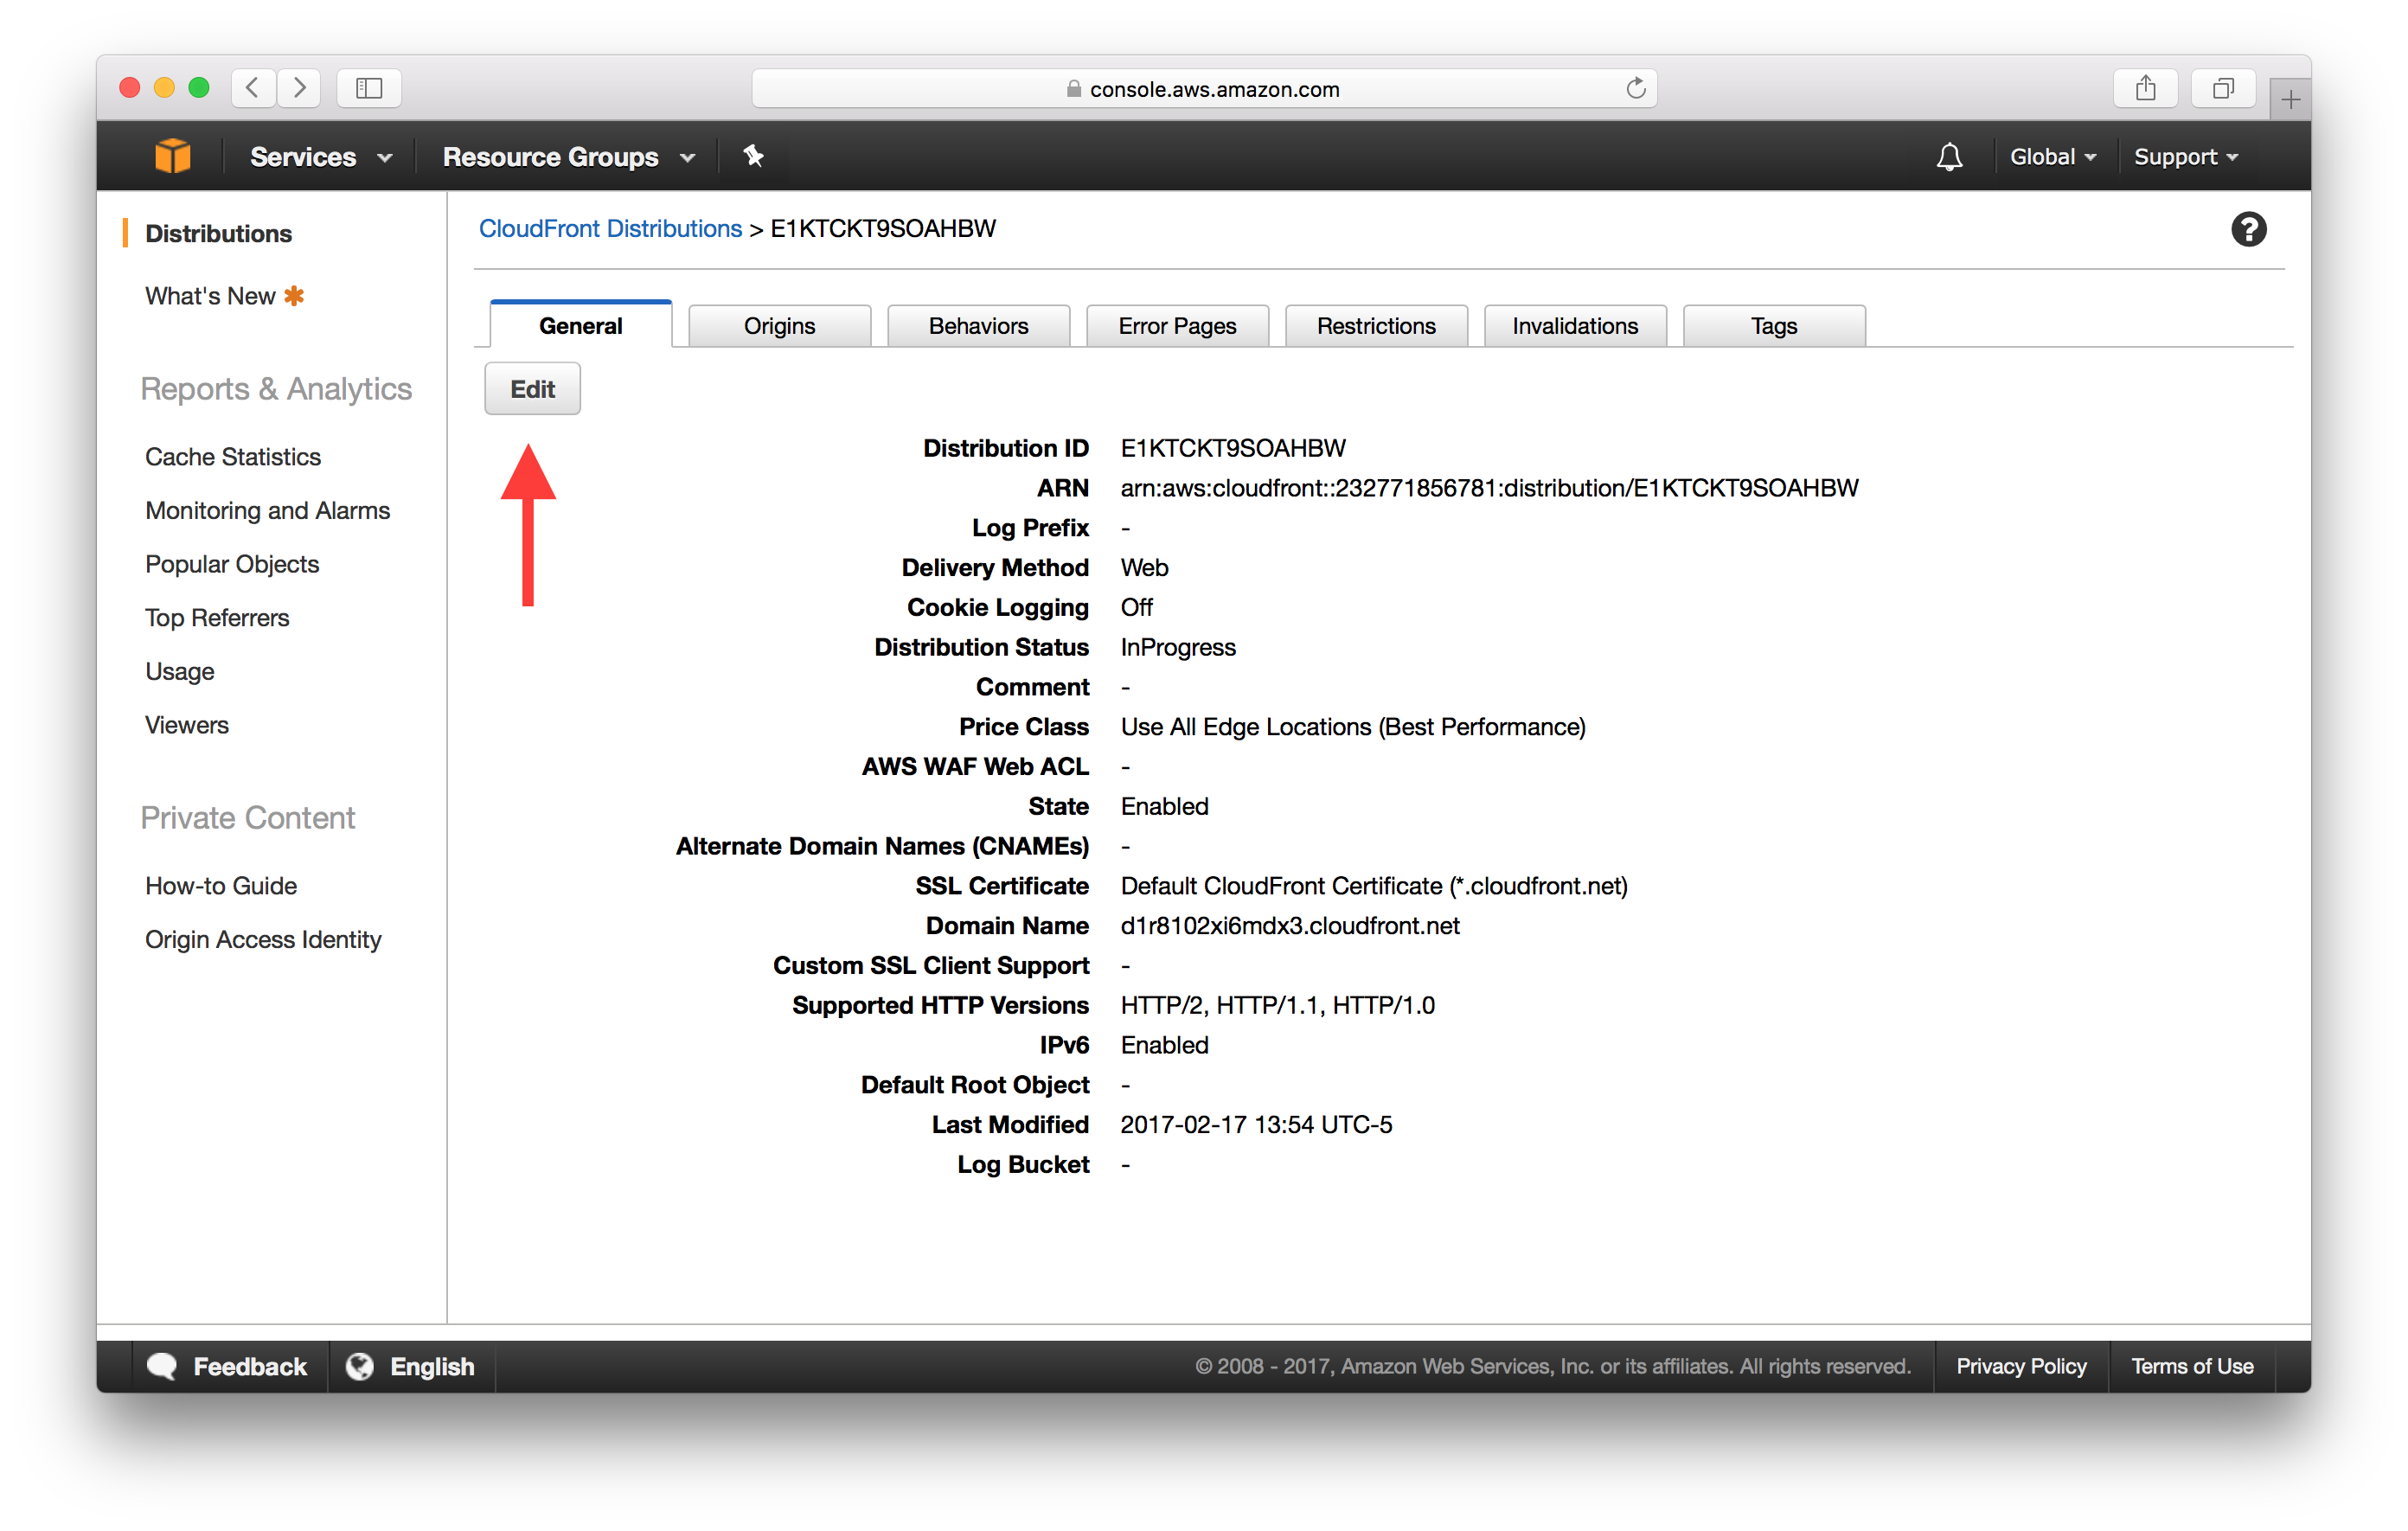 console.aws.amazon.com
Services Resource Groups Global Support
Distributions
What's New
Reports & Analytics
Cache Statistics
Monitoring and Alarms
Popular Objects
Top Referrers
Usage
Viewers
Private Content
How-to Guide
Origin Access Identity
CloudFront Distributions > E1KTCKT9SOAHBW
General Origins Behaviors Error Pages Restrictions Invalidations Tags
Edit
Distribution ID E1KTCKT9SOAHBW
ARN arn:aws:cloudfront::232771856781:distribution/E1KTCKT9SOAHBW
Log Prefix -
Delivery Method Web
Cookie Logging Off
Distribution Status InProgress
Comment -
Price Class Use All Edge Locations (Best Performance)
AWS WAF Web ACL -
State Enabled
Alternate Domain Names (CNAMEs) -
SSL Certificate Default CloudFront Certificate (*.cloudfront.net)
Domain Name d1r8102xi6mdx3.cloudfront.net
Custom SSL Client Support -
Supported HTTP Versions HTTP/2, HTTP/1.1, HTTP/1.0
IPv6 Enabled
Default Root Object -
Last Modified 2017-02-17 13:54 UTC-5
Log Bucket -
Feedback English © 2008 - 2017, Amazon Web Services, Inc. or its affiliates. All rights reserved. Privacy Policy Terms of Use